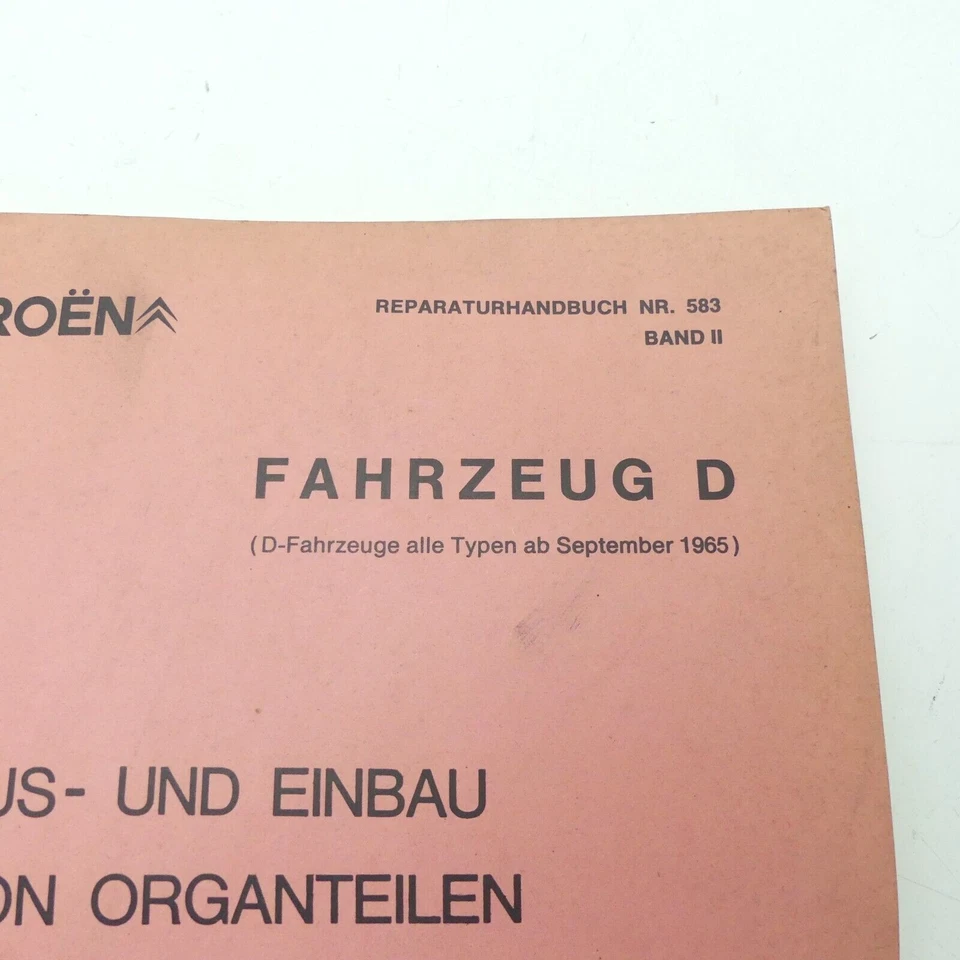 ROËN
REPARATURHANDBUCH NR. 583
BAND II
FAHRZEUG D
(D-Fahrzeuge alle Typen ab September 1965)
US- UND EINBAU
ON ORGANTEILEN